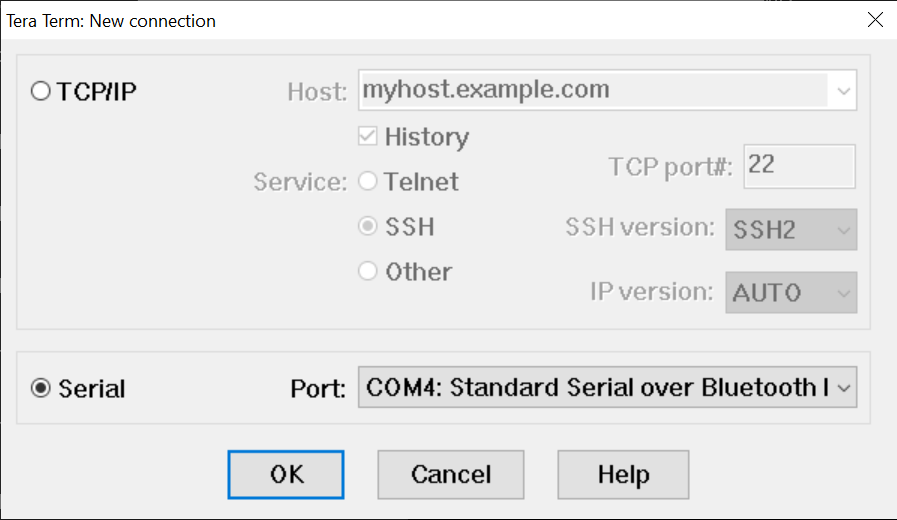 Tera Term: New connection
TCP/IP Host: myhost.example.com
History
Service: Telnet TCP port#: 22
SSH SSH version: SSH2
Other IP version: AUTO
Serial Port: COM4: Standard Serial over Bluetooth l
OK Cancel Help